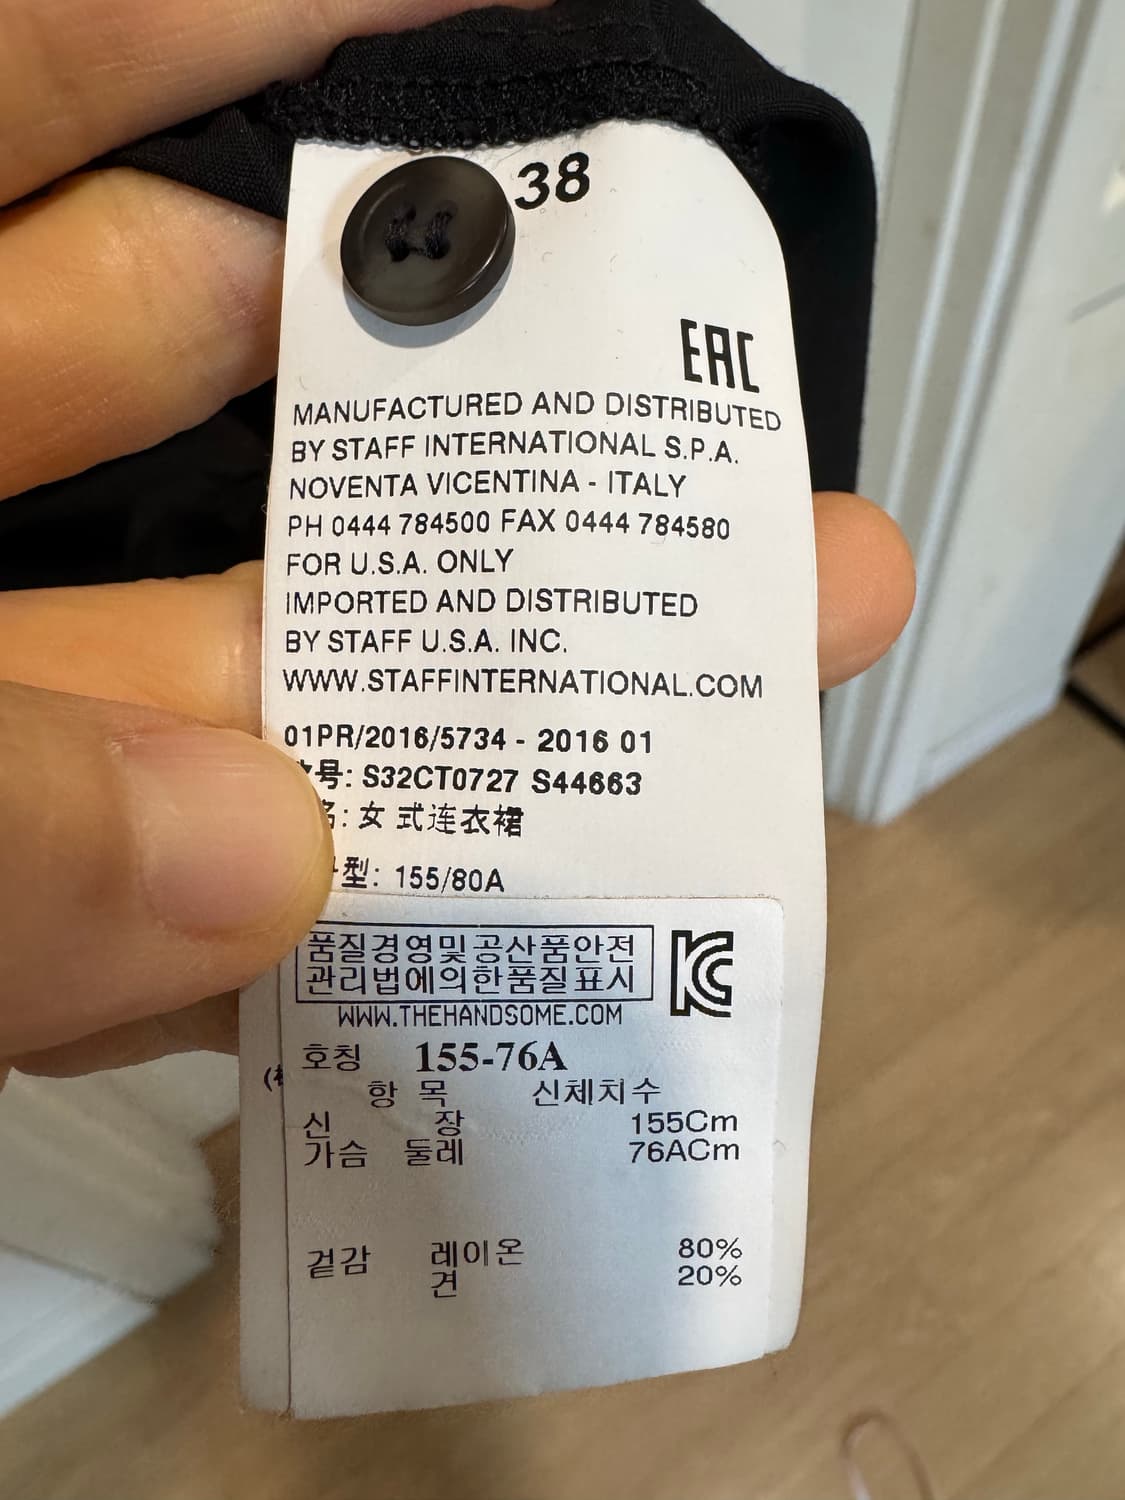 38
EAC
MANUFACTURED AND DISTRIBUTED
BY STAFF INTERNATIONAL S.P.A.
NOVENTA VICENTINA - ITALY
PH 0444 784500 FAX 0444 784580
FOR U.S.A. ONLY
IMPORTED AND DISTRIBUTED
BY STAFF U.S.A. INC.
WWW.STAFFINTERNATIONAL.COM
01PR/2016/5734 - 2016 01
号: S32CT0727 S44663
: 女式连衣裙
型: 155/80A
품질경영및공산품안전
관리법에의한품질표시
WWW.THEHANDSOME.COM
호칭 155-76A
항 목 신체치수
신 장 155Cm
가슴 둘레 76ACm
겉감 레이온 80%
견 20%